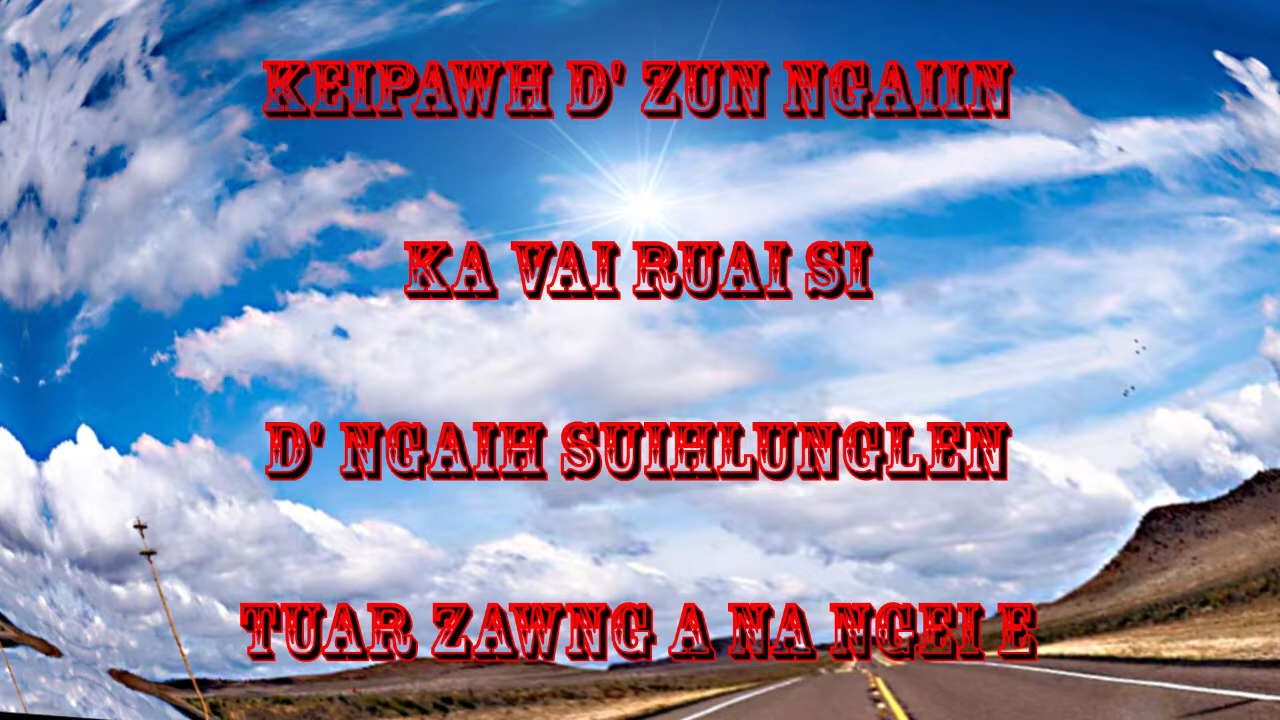 KEIPAWH D' ZUN NGAIIN
KA VAI RUAI SI
D' NGAIH SUIHLUNGLEN
TUAR ZAWNG A NA NGEI E